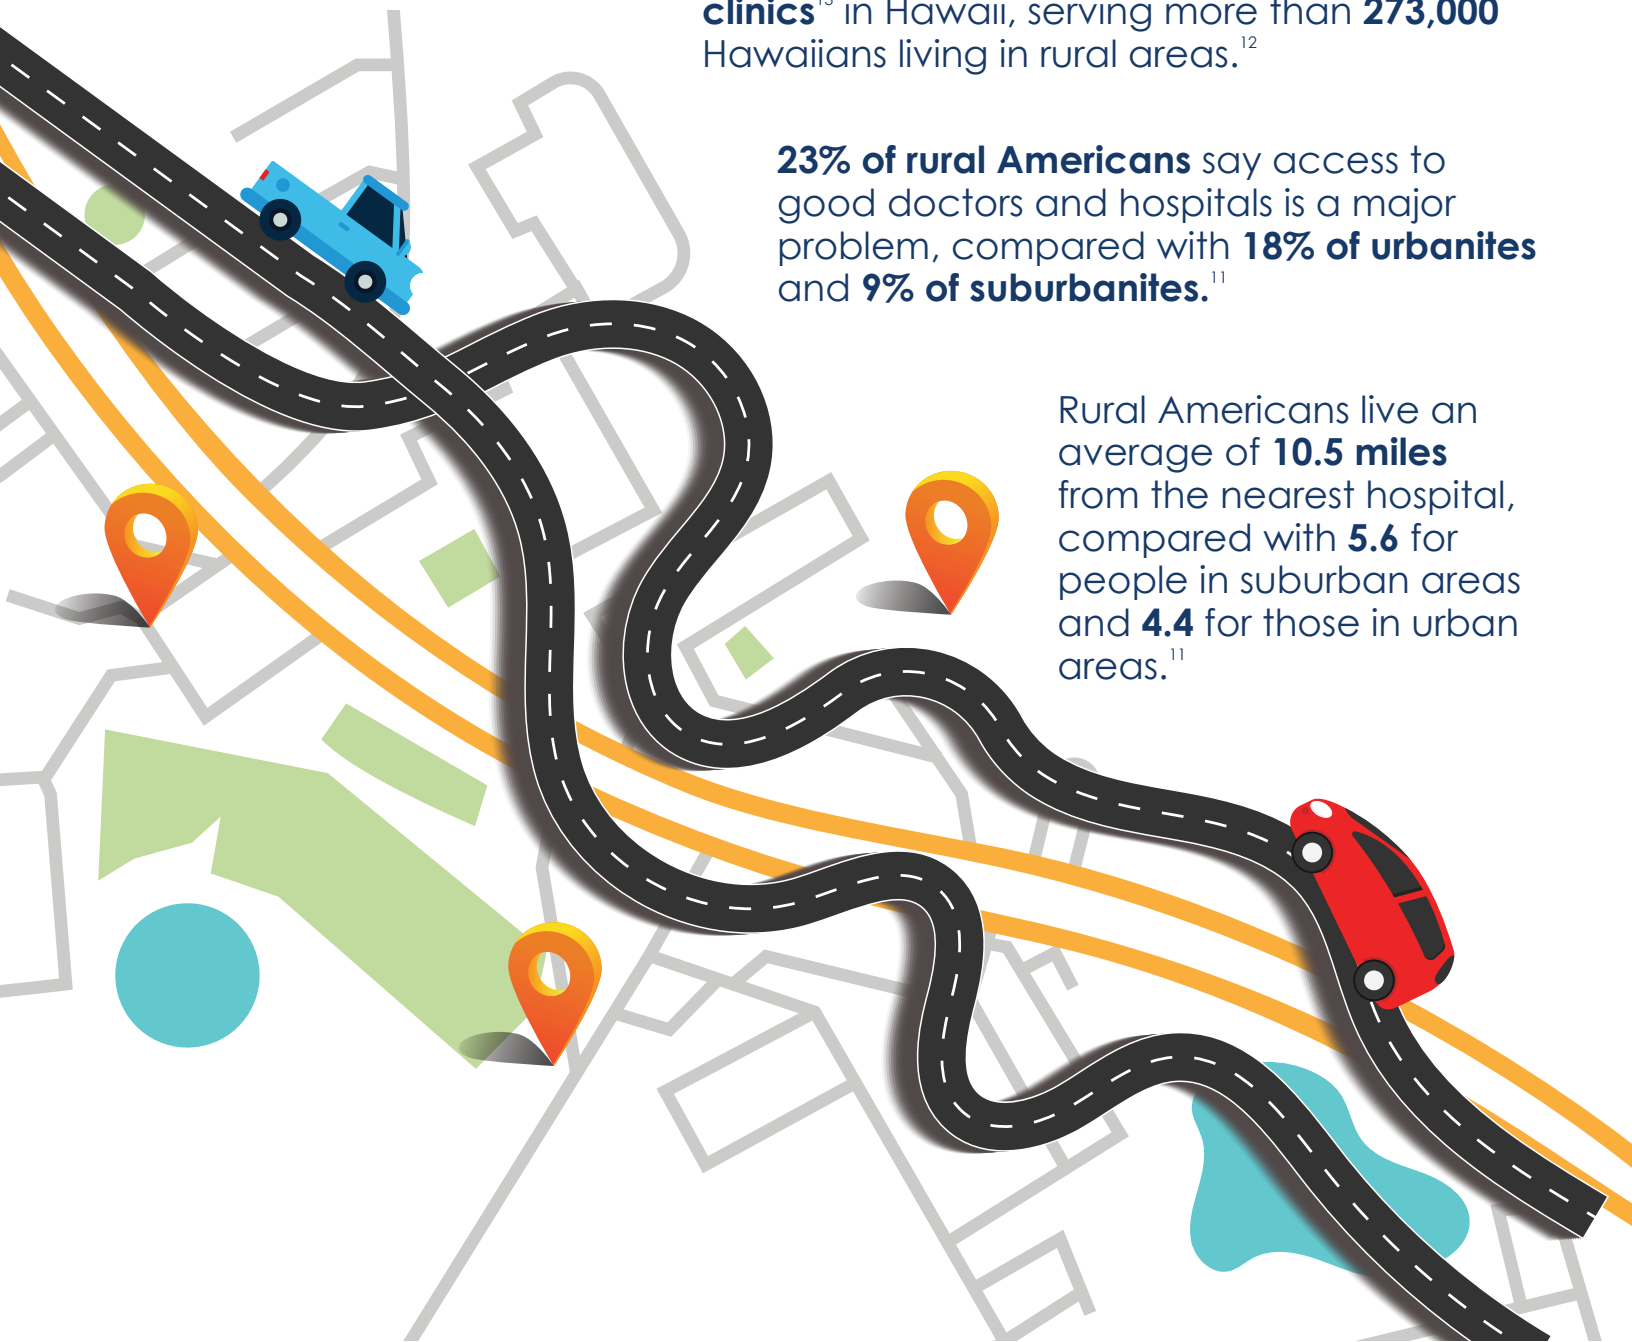 clinics¹³ in Hawaii, serving more than 273,000
Hawaiians living in rural areas.¹²
23% of rural Americans say access to
good doctors and hospitals is a major
problem, compared with 18% of urbanites
and 9% of suburbanites.¹¹
Rural Americans live an
average of 10.5 miles
from the nearest hospital,
compared with 5.6 for
people in suburban areas
and 4.4 for those in urban
areas.¹¹